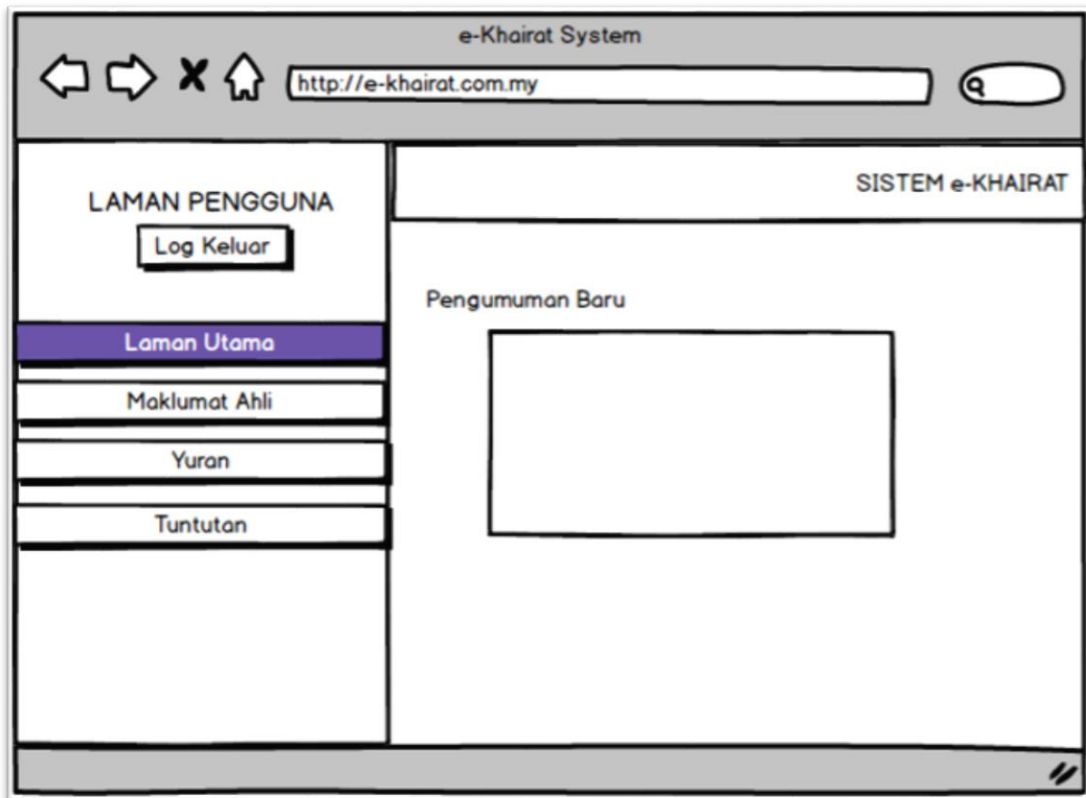 e-Khairat System
http://e-khairat.com.my
LAMAN PENGGUNA
Log Keluar
Laman Utama
Maklumat Ahli
Yuran
Tuntutan
SISTEM e-KHAIRAT
Pengumuman Baru